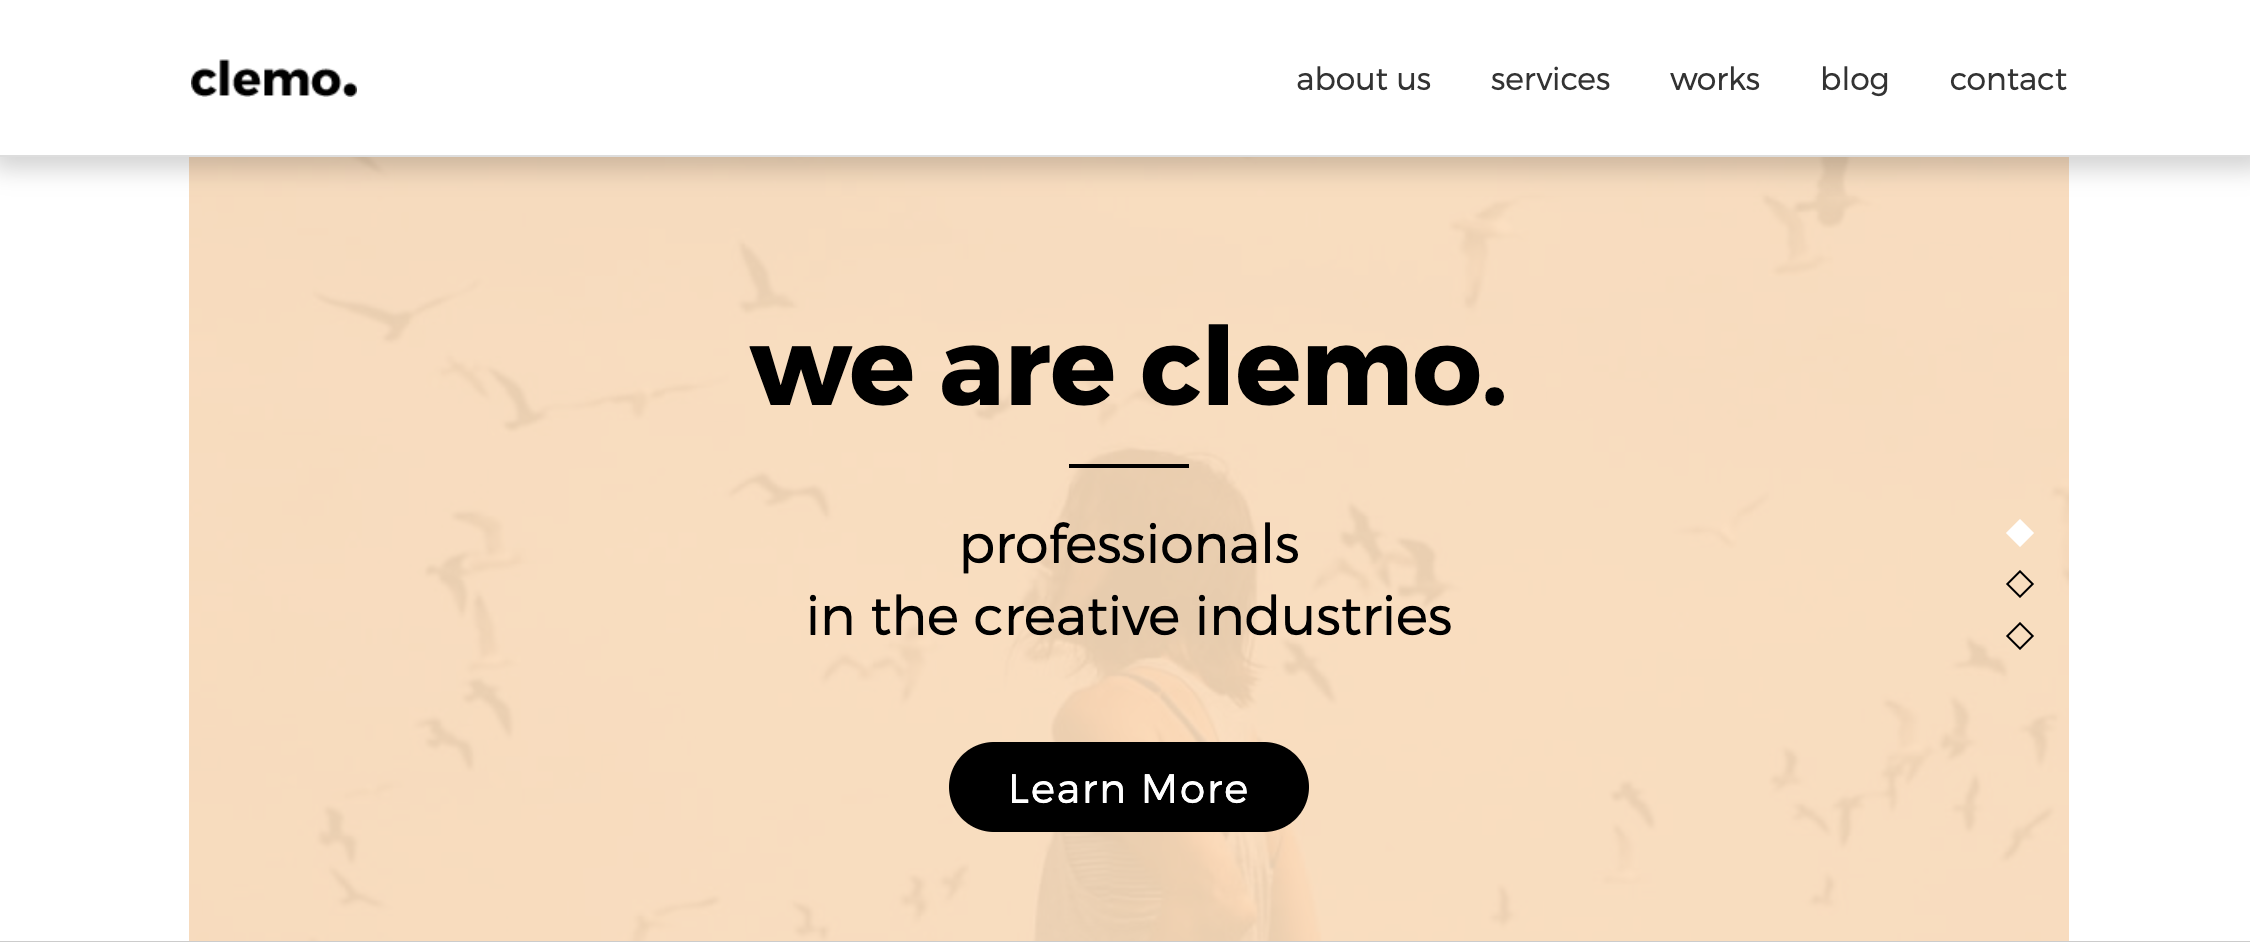 clemo.
about us services works blog contact
we are clemo.
professionals
in the creative industries
Learn More